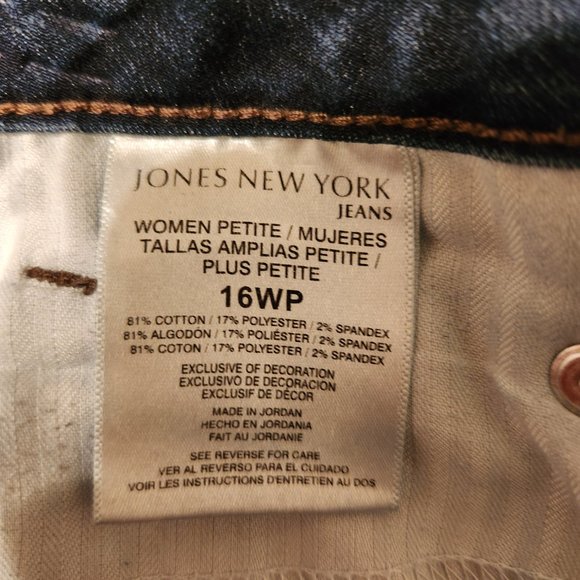 JONES NEW YORK
JEANS
WOMEN PETITE / MUJERES
TALLAS AMPLIAS PETITE /
PLUS PETITE
16WP
81% COTTON / 17% POLYESTER / 2% SPANDEX
81% ALGODÓN / 17% POLIÉSTER / 2% SPANDEX
81% COTON / 17% POLYESTER / 2% SPANDEX
EXCLUSIVE OF DECORATION
EXCLUSIVO DE DECORACION
EXCLUSIF DE DÉCOR
MADE IN JORDAN
HECHO EN JORDANIA
FAIT AU JORDANIE
SEE REVERSE FOR CARE
VER AL REVERSO PARA EL CUIDADO
VOIR LES INSTRUCTIONS D'ENTRETIEN AU DOS